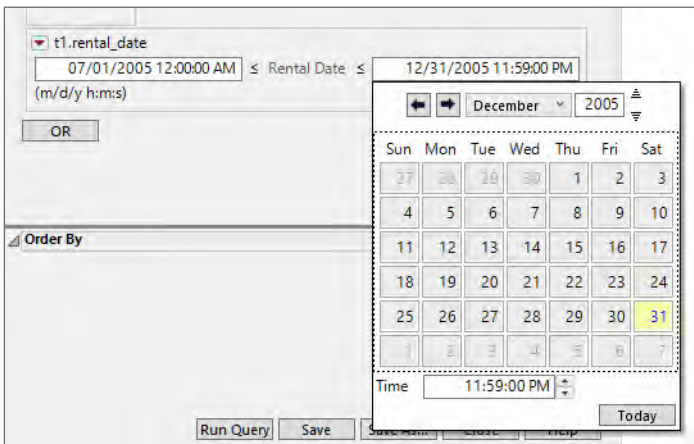 t1.rental_date
07/01/2005 12:00:00 AM ≤ Rental Date ≤ 12/31/2005 11:59:00 PM
(m/d/y h:m:s)
OR
December 2005
Sun Mon Tue Wed Thu Fri Sat
27 28 29 30 1 2 3
4 5 6 7 8 9 10
11 12 13 14 15 16 17
18 19 20 21 22 23 24
25 26 27 28 29 30 31
1 2 3 4 5 6 7
Order By
Time 11:59:00 PM
Today
Run Query Save Save As... Close Help